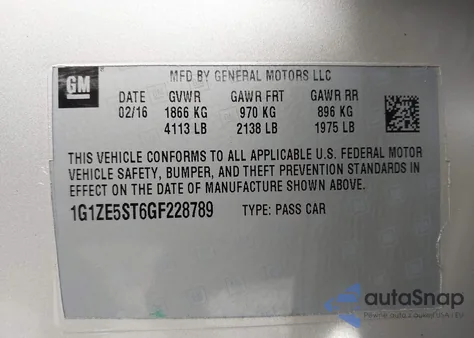 GM
MFD BY GENERAL MOTORS LLC
DATE GVWR GAWR FRT GAWR RR
02/16 1866 KG 970 KG 896 KG
4113 LB 2138 LB 1975 LB
THIS VEHICLE CONFORMS TO ALL APPLICABLE U.S. FEDERAL MOTOR
VEHICLE SAFETY, BUMPER, AND THEFT PREVENTION STANDARDS IN
EFFECT ON THE DATE OF MANUFACTURE SHOWN ABOVE.
1G1ZE5ST6GF228789 TYPE: PASS CAR
autoSnap